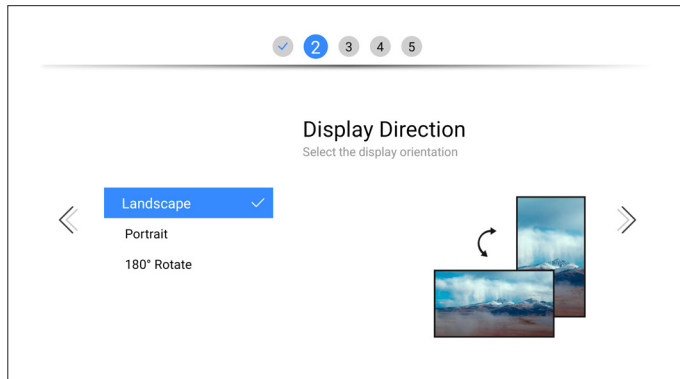 2 3 4 5
Display Direction
Select the display orientation
Landscape
Portrait
180° Rotate